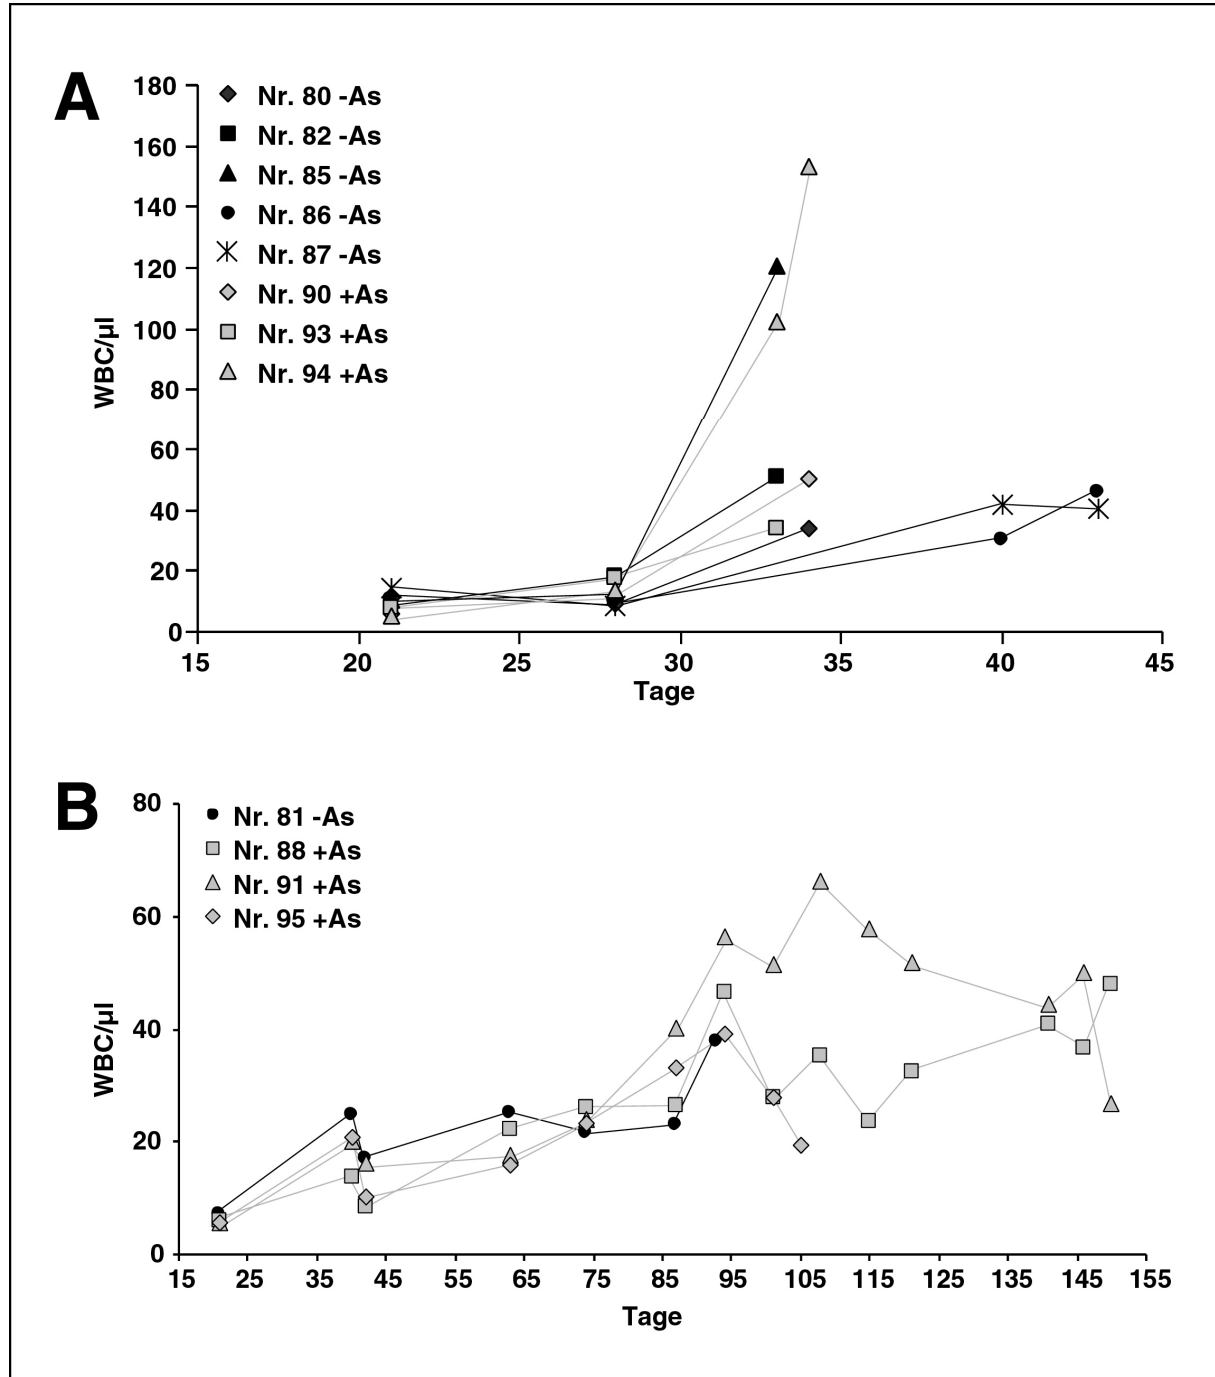 A
180
160
140
120
100
80
60
40
20
0
Nr. 80 -As
Nr. 82 -As
Nr. 85 -As
Nr. 86 -As
Nr. 87 -As
Nr. 90 +As
Nr. 93 +As
Nr. 94 +As
WBC/µl
15 20 25 30 35 40 45
Tage
B
80
60
40
20
0
Nr. 81 -As
Nr. 88 +As
Nr. 91 +As
Nr. 95 +As
WBC/µl
15 25 35 45 55 65 75 85 95 105 115 125 135 145 155
Tage